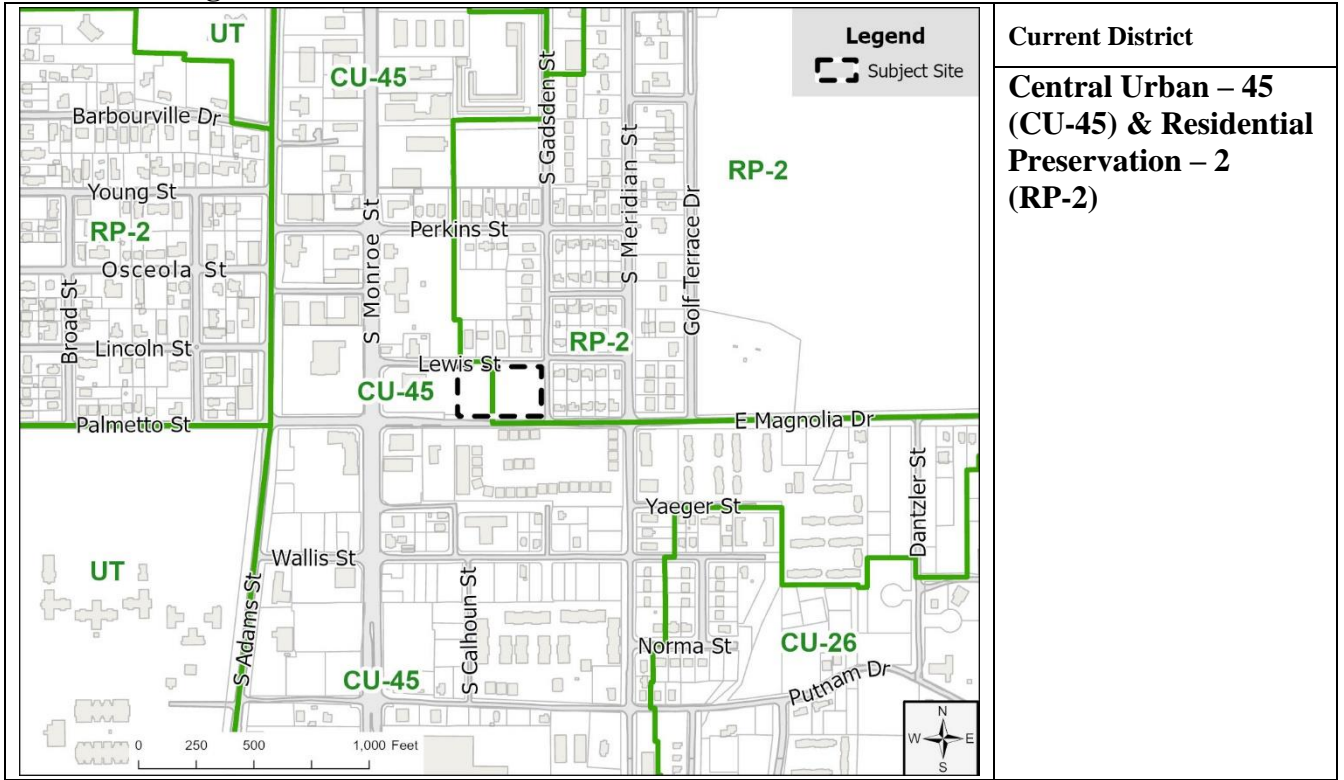 UT
CU-45
S Gadsden St
Legend
Subject Site
Current District
Central Urban – 45
(CU-45) & Residential
Preservation – 2
(RP-2)
Barbourville Dr
S Meridian St
RP-2
Young St
RP-2
Perkins St
Golf Terrace Dr
Osceola St
S Monroe St
Broad St
Lincoln St
RP-2
Lewis St
CU-45
Palmetto St
E Magnolia Dr
Dantzler St
Yaeger St
Wallis St
UT
S Adams St
S Calhoun St
Norma St
CU-26
CU-45
Putnam Dr
0 250 500 1,000 Feet
N
W E
S